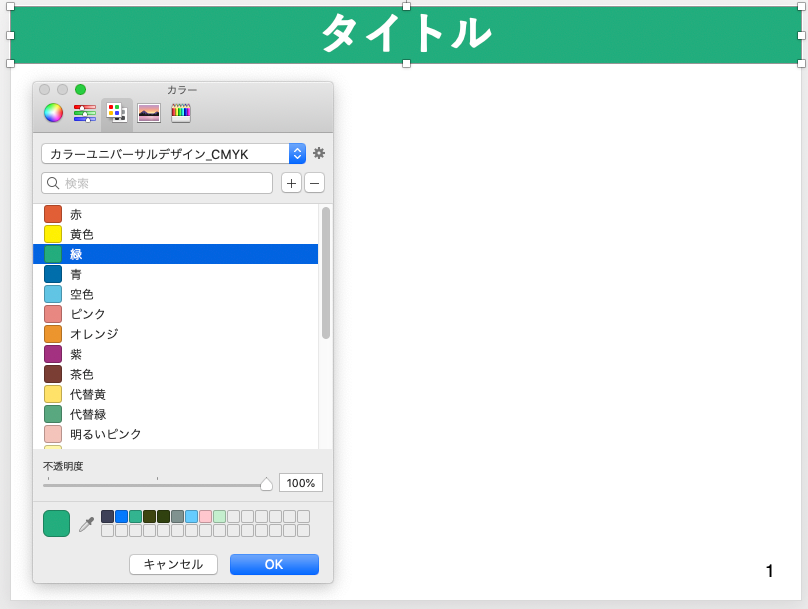 タイトル
カラー
カラーユニバーサルデザイン_CMYK
検索
赤
黄色
緑
青
空色
ピンク
オレンジ
紫
茶色
代替黄
代替緑
明るいピンク
不透明度
100%
キャンセル
OK
1